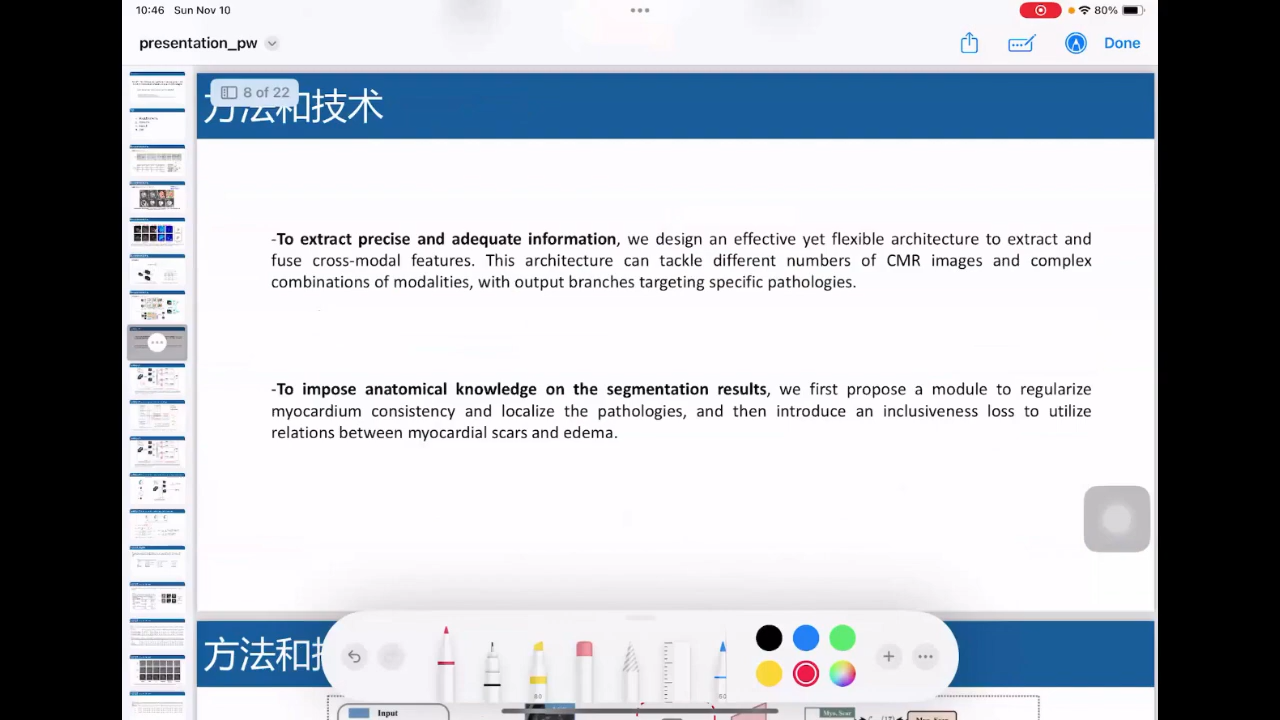 10:46 Sun Nov 10
80%
presentation_pw
Done
8 of 22
方法和技术
-To extract precise and adequate information, we design an effective yet flexible architecture to extract and
fuse cross-modal features. This architecture can tackle different number of CMR images and complex
combinations of modalities, with output branches targeting specific pathologies.
-To impose anatomical knowledge on the segmentation results, we first propose a module to regularize
myocardium consistency and localize the pathologies, and then introduce an inclusiveness loss to utilize
relations between myocardial scars and edema.
方法和
Input
Myo. Scar